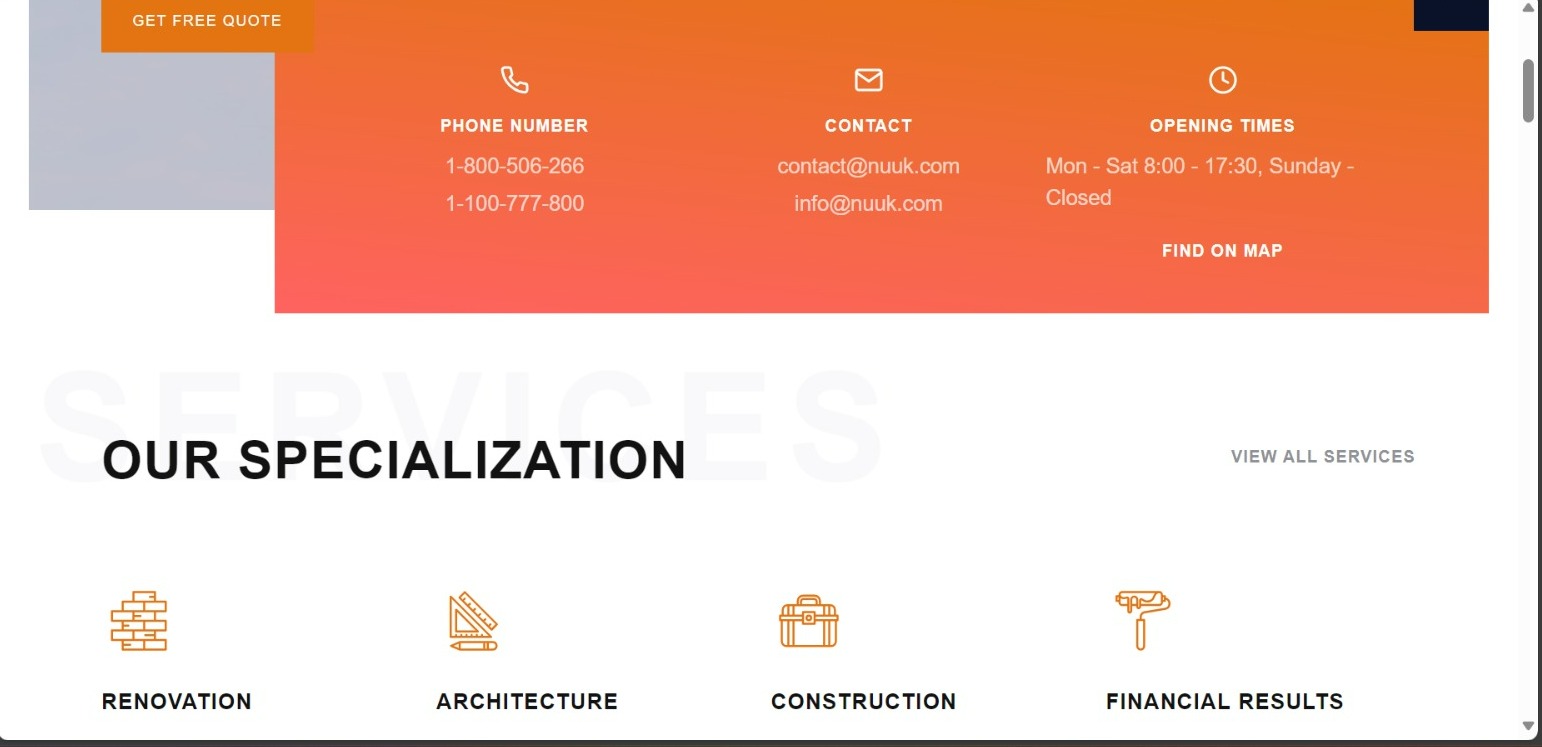 GET FREE QUOTE
PHONE NUMBER
1-800-506-266
1-100-777-800
CONTACT
contact@nuuk.com
info@nuuk.com
OPENING TIMES
Mon - Sat 8:00 - 17:30, Sunday -
Closed
FIND ON MAP
SERVICES
OUR SPECIALIZATION
VIEW ALL SERVICES
RENOVATION
ARCHITECTURE
CONSTRUCTION
FINANCIAL RESULTS